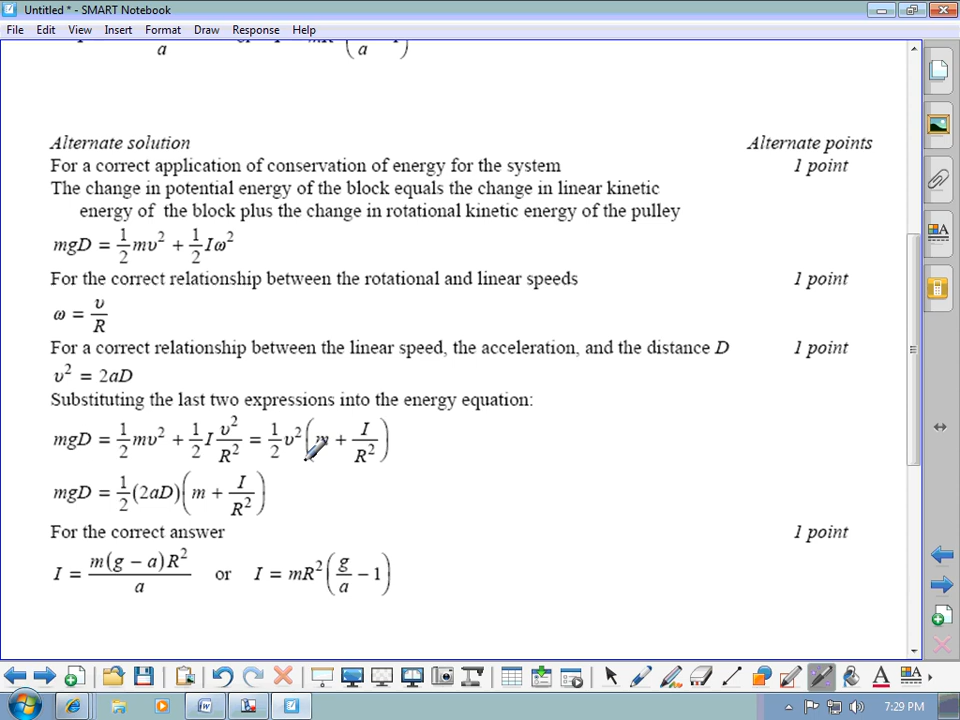 Untitled * - SMART Notebook
File Edit View Insert Format Draw Response Help
a a
Alternate solution Alternate points
For a correct application of conservation of energy for the system 1 point
The change in potential energy of the block equals the change in linear kinetic
energy of the block plus the change in rotational kinetic energy of the pulley
mgD = 1/2 mυ² + 1/2 Iω²
For the correct relationship between the rotational and linear speeds 1 point
ω = υ/R
For a correct relationship between the linear speed, the acceleration, and the distance D 1 point
υ² = 2aD
Substituting the last two expressions into the energy equation:
mgD = 1/2 mυ² + 1/2 I υ²/R² = 1/2 υ² (m + I/R²)
mgD = 1/2 (2aD) (m + I/R²)
For the correct answer 1 point
I = m(g − a)R²/a or I = mR² (g/a − 1)
A
7:29 PM